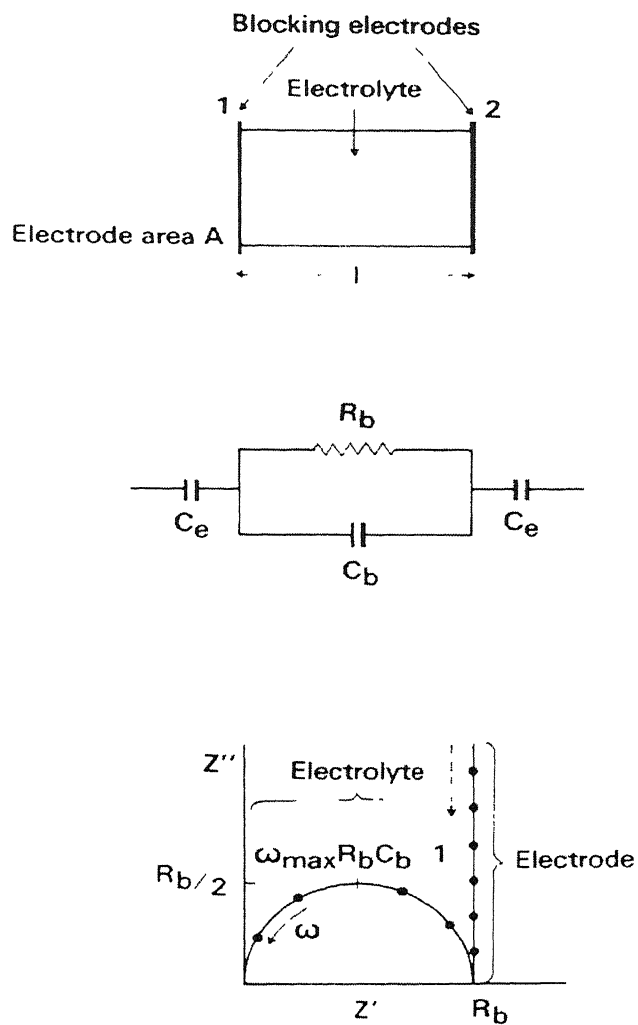 Blocking electrodes
Electrolyte
1 2
Electrode area A
l
Rb
Ce Ce
Cb
Z''
Electrolyte
ωmaxRbCb 1
Electrode
Rb/2
ω
Z' Rb